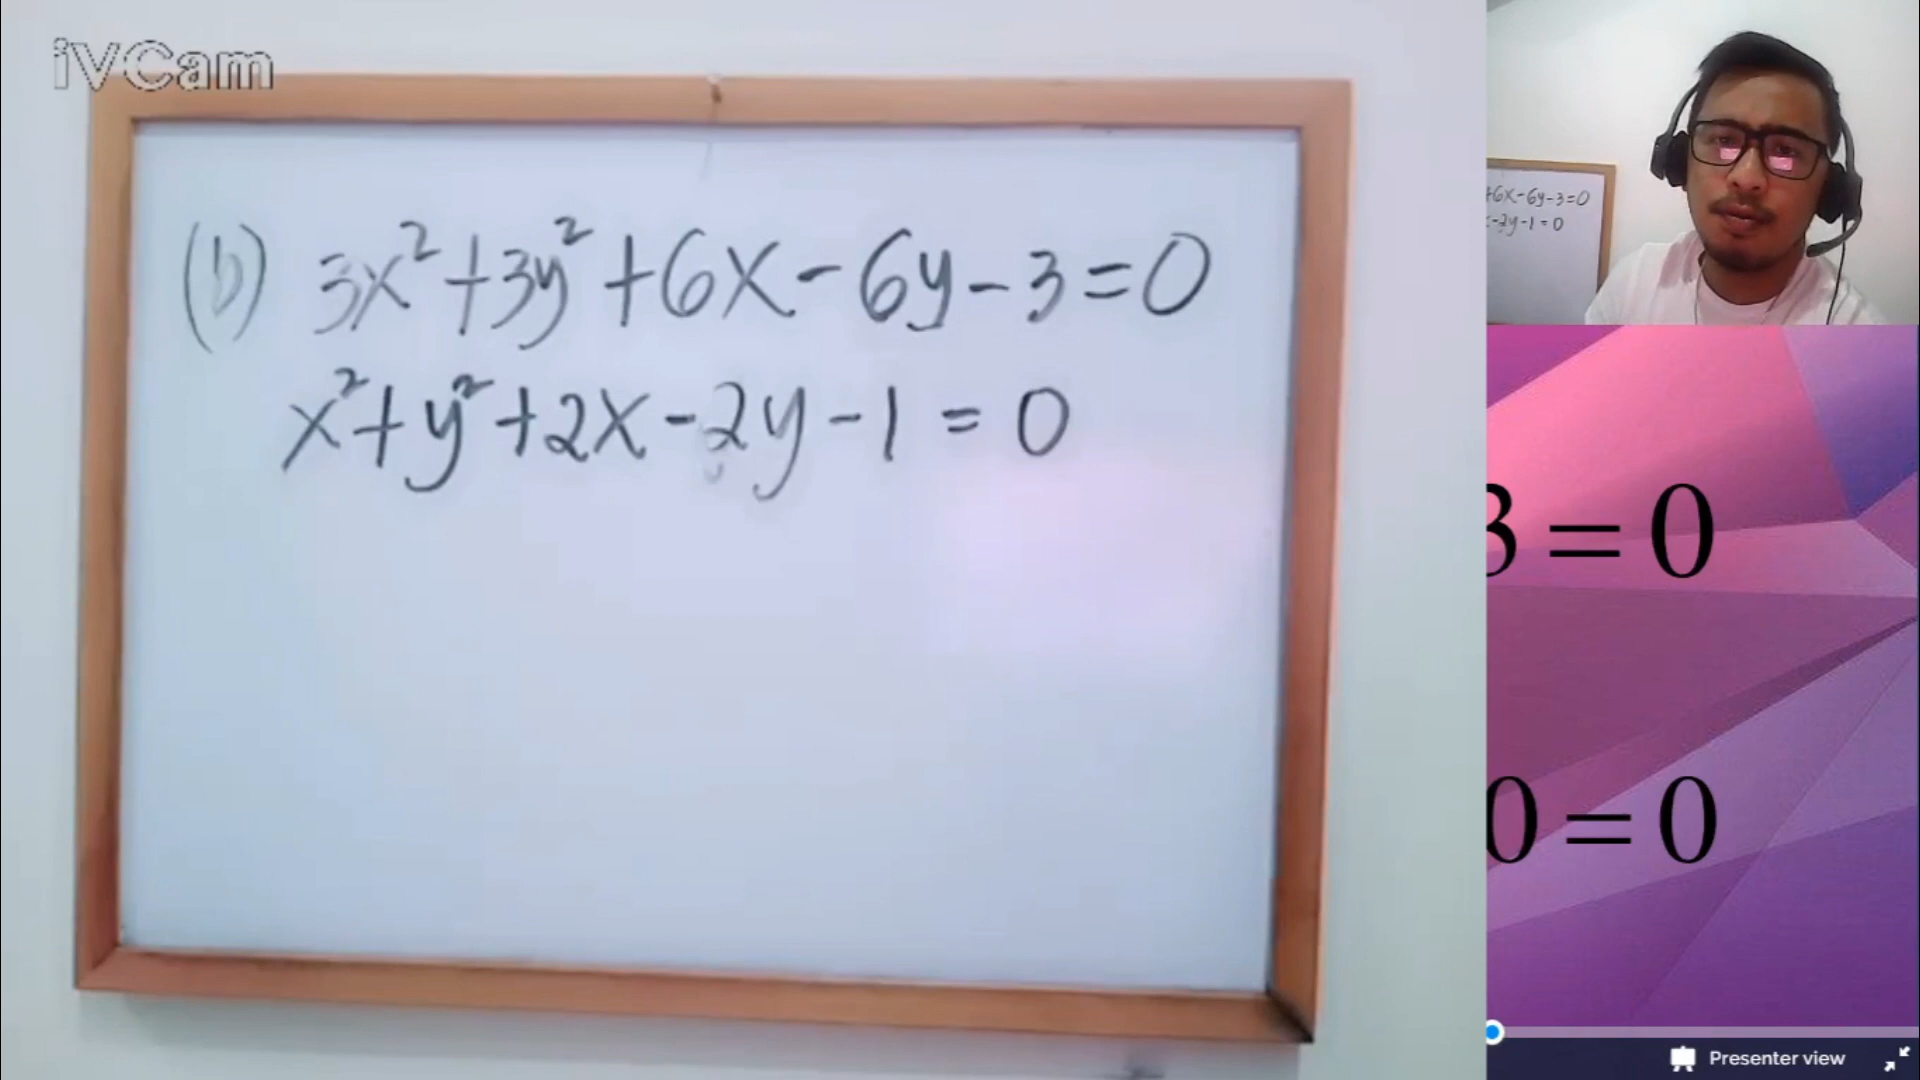 iVCam
(b) 3x²+3y²+6x-6y-3=0
x²+y²+2x-2y-1=0
+6x-6y-3=0
-2y-1=0
3=0
0=0
Presenter view